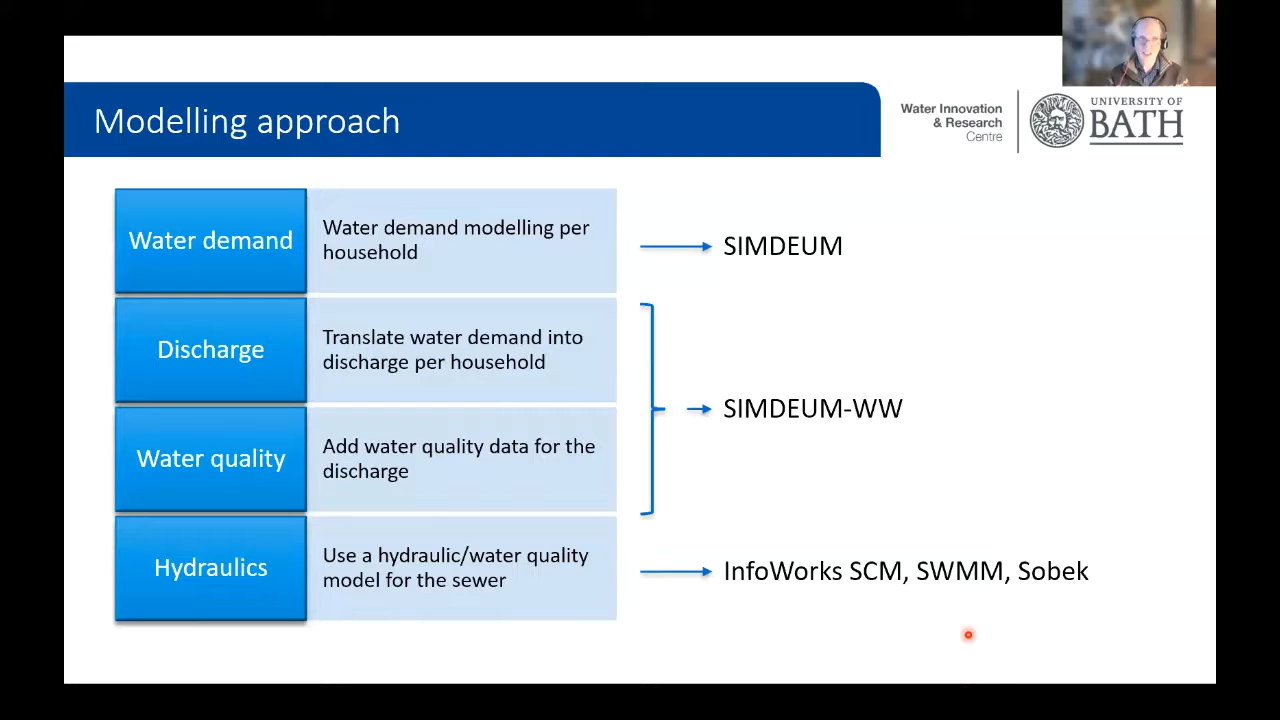 Modelling approach
Water Innovation
& Research
Centre
UNIVERSITY OF
BATH
Water demand
Water demand modelling per
household
SIMDEUM
Discharge
Translate water demand into
discharge per household
Water quality
Add water quality data for the
discharge
SIMDEUM-WW
Hydraulics
Use a hydraulic/water quality
model for the sewer
InfoWorks SCM, SWMM, Sobek